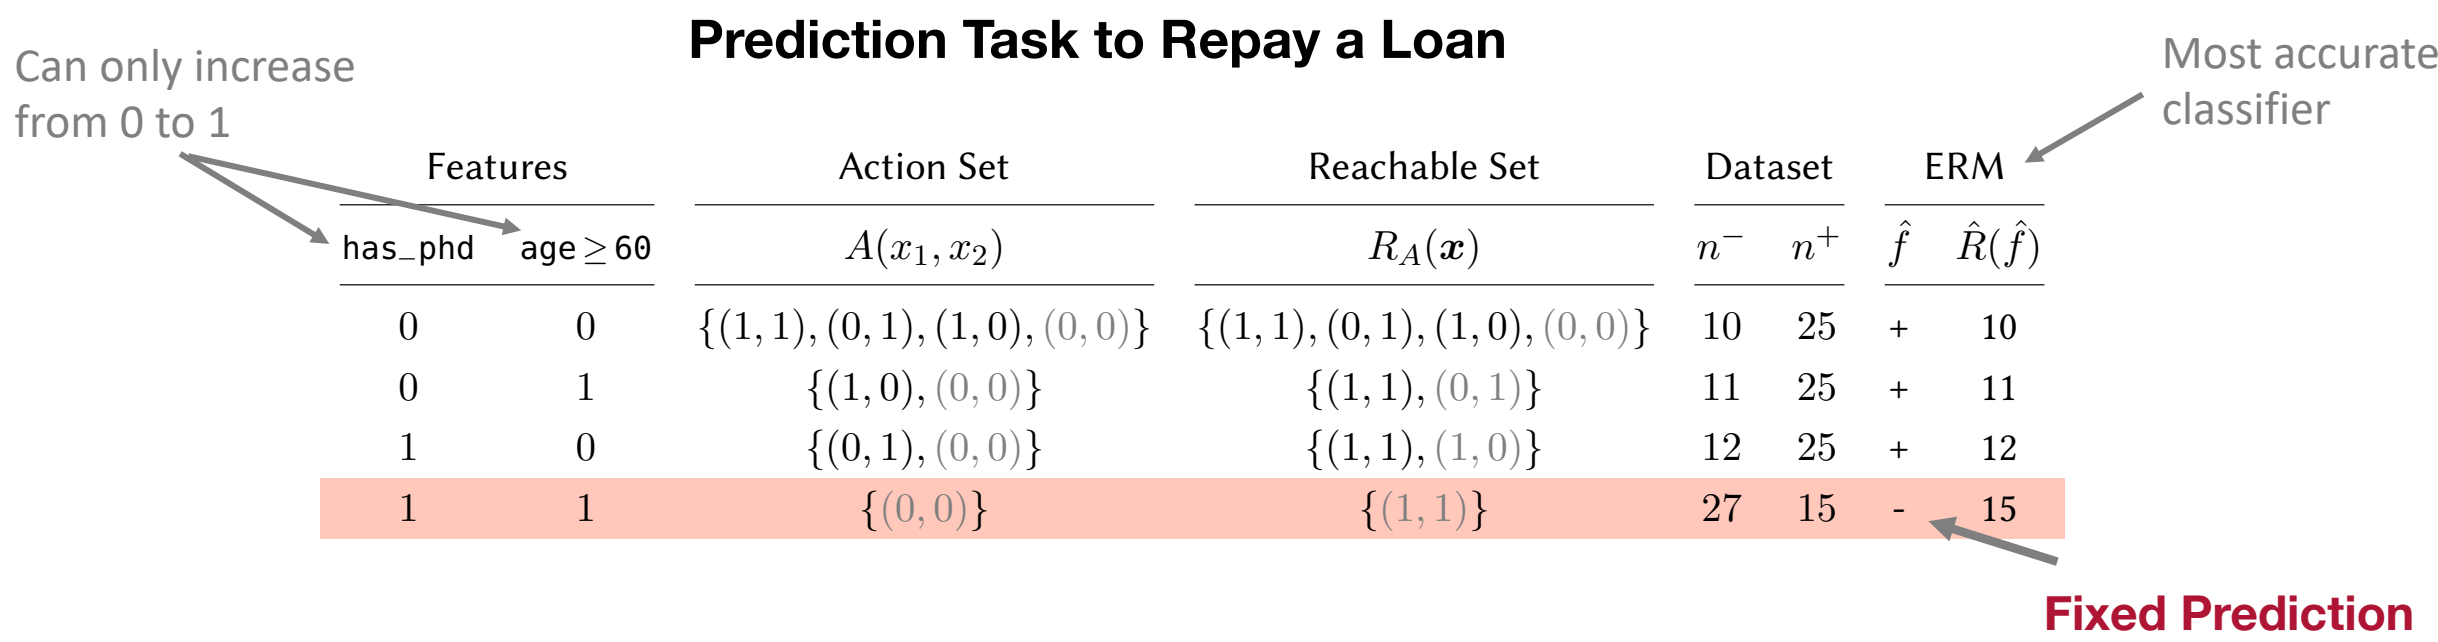 Prediction Task to Repay a Loan
Can only increase
from 0 to 1
Most accurate
classifier
Features Action Set Reachable Set Dataset ERM
has_phd age ≥ 60 A(x₁, x₂) R_A(x) n⁻ n⁺ f̂ R̂(f̂)
0 0 {(1, 1), (0, 1), (1, 0), (0, 0)} {(1, 1), (0, 1), (1, 0), (0, 0)} 10 25 + 10
0 1 {(1, 0), (0, 0)} {(1, 1), (0, 1)} 11 25 + 11
1 0 {(0, 1), (0, 0)} {(1, 1), (1, 0)} 12 25 + 12
1 1 {(0, 0)} {(1, 1)} 27 15 - 15
Fixed Prediction